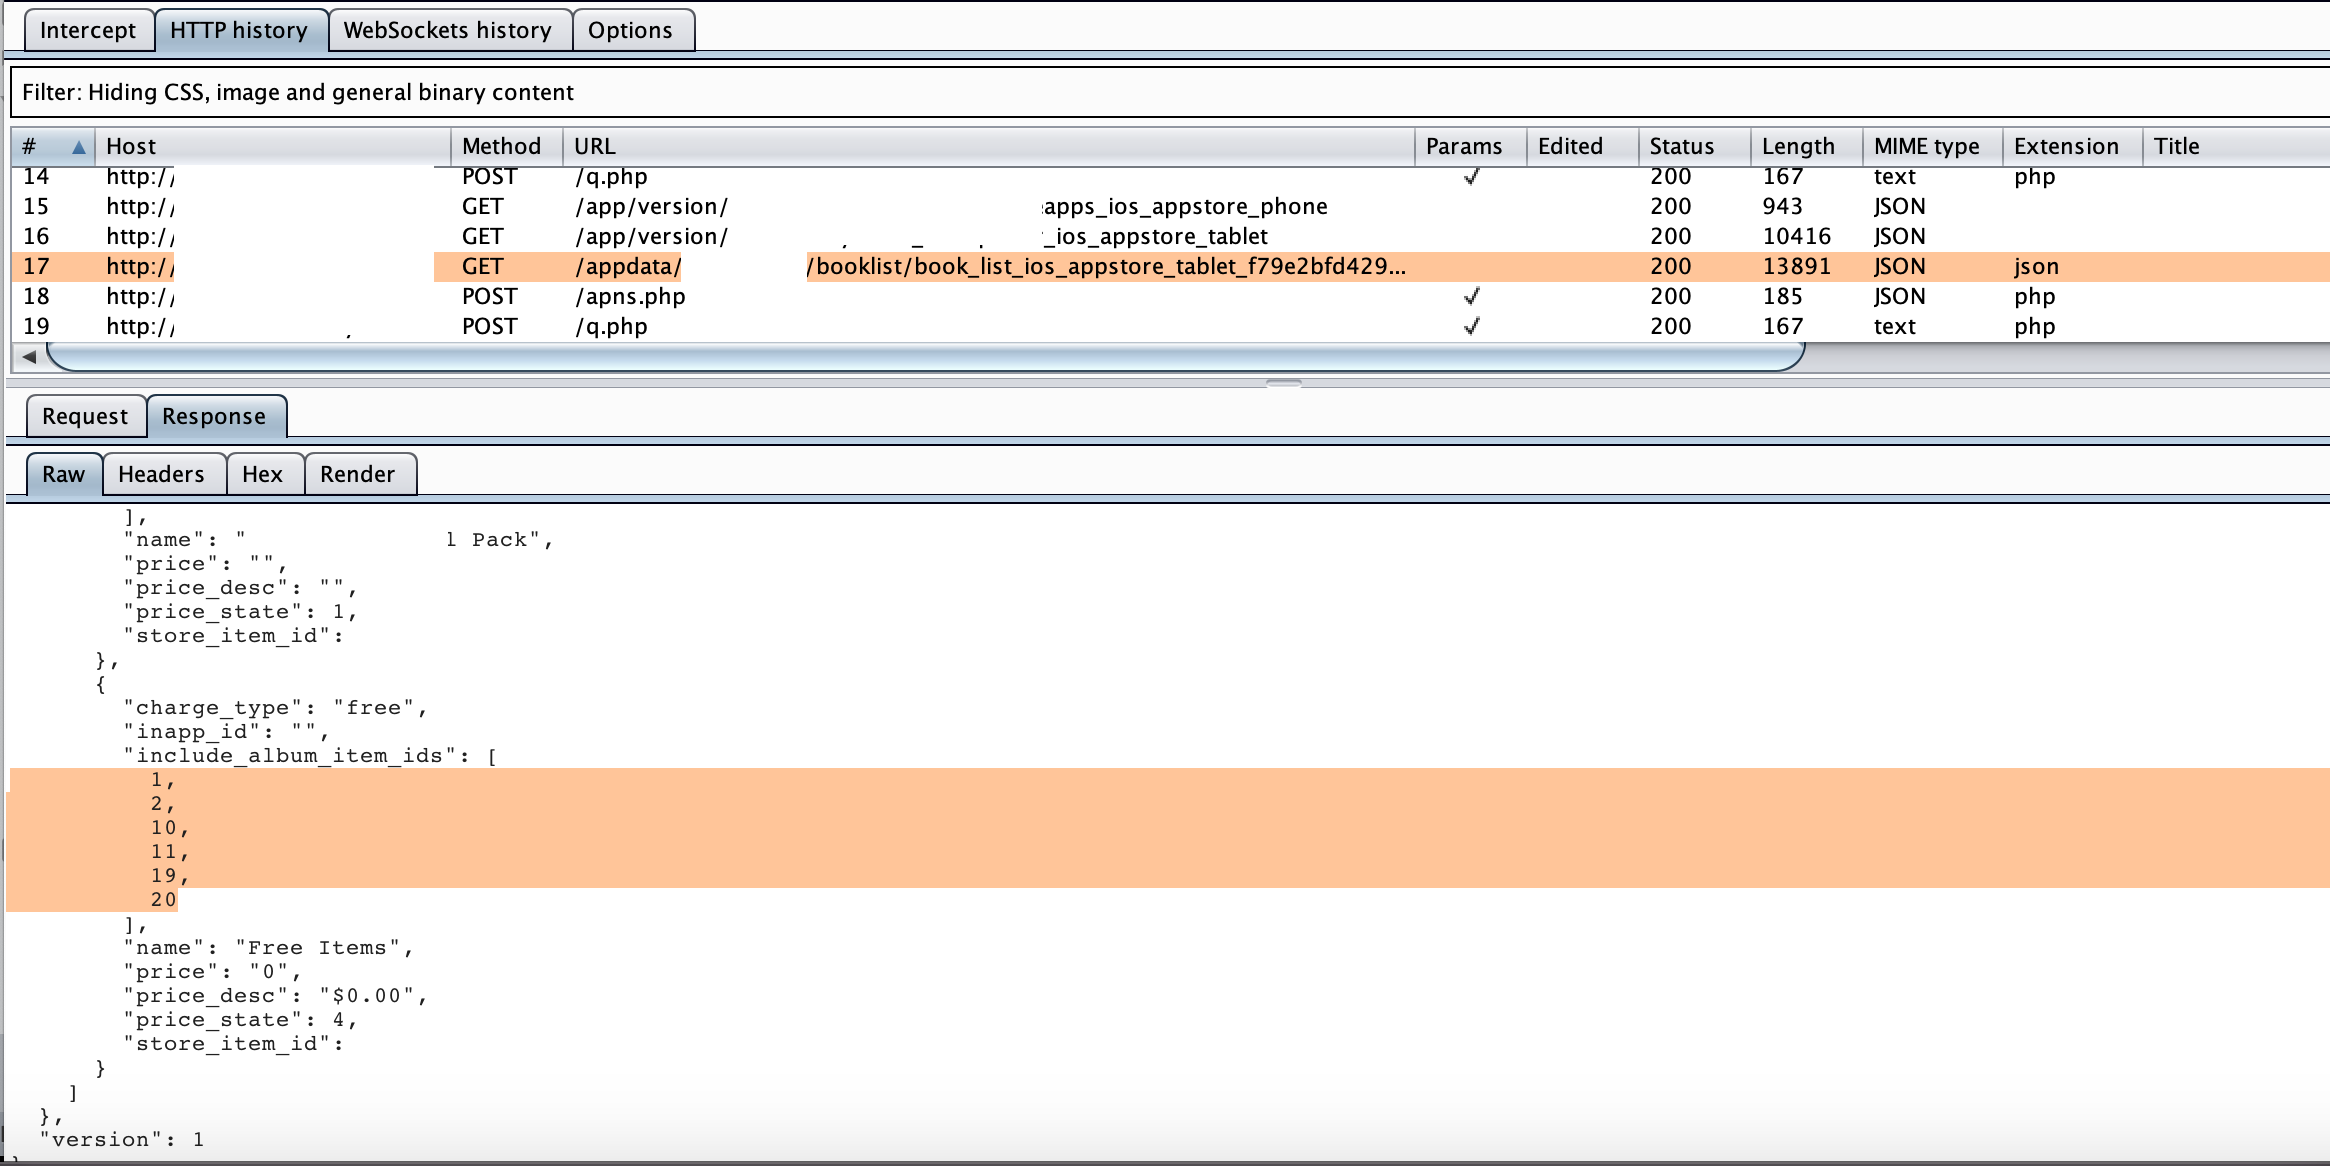 Intercept HTTP history WebSockets history Options
Filter: Hiding CSS, image and general binary content
# Host Method URL Params Edited Status Length MIME type Extension Title
14 http:// POST /q.php ✓ 200 167 text php
15 http:// GET /app/version/ apps_ios_appstore_phone 200 943 JSON
16 http:// GET /app/version/ _ios_appstore_tablet 200 10416 JSON
17 http:// GET /appdata/ /booklist/book_list_ios_appstore_tablet_f79e2bfd429... 200 13891 JSON json
18 http:// POST /apns.php ✓ 200 185 JSON php
19 http:// POST /q.php ✓ 200 167 text php
Request Response
Raw Headers Hex Render
],
"name": " l Pack",
"price": "",
"price_desc": "",
"price_state": 1,
"store_item_id":
},
{
"charge_type": "free",
"inapp_id": "",
"include_album_item_ids": [
1,
2,
10,
11,
19,
20
],
"name": "Free Items",
"price": "0",
"price_desc": "$0.00",
"price_state": 4,
"store_item_id":
}
]
},
"version": 1